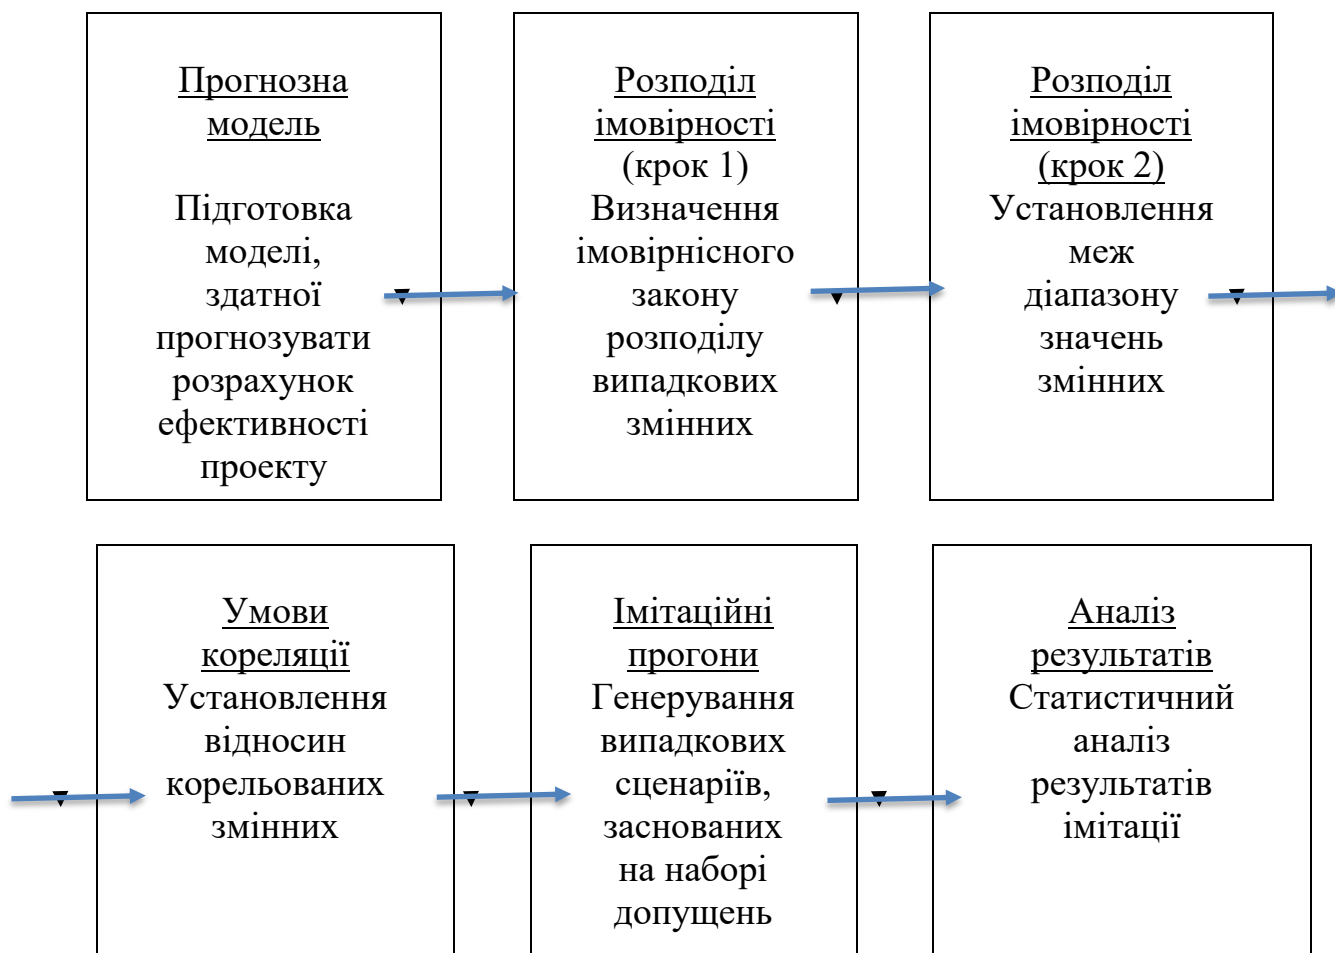 Прогнозна
модель
Підготовка
моделі,
здатної
прогнозувати
розрахунок
ефективності
проекту
Розподіл
імовірності
(крок 1)
Визначення
імовірнісного
закону
розподілу
випадкових
змінних
Розподіл
імовірності
(крок 2)
Установлення
меж
діапазону
значень
змінних
Умови
кореляції
Установлення
відносин
корельованих
змінних
Імітаційні
прогони
Генерування
випадкових
сценаріїв,
заснованих
на наборі
допущень
Аналіз
результатів
Статистичний
аналіз
результатів
імітації